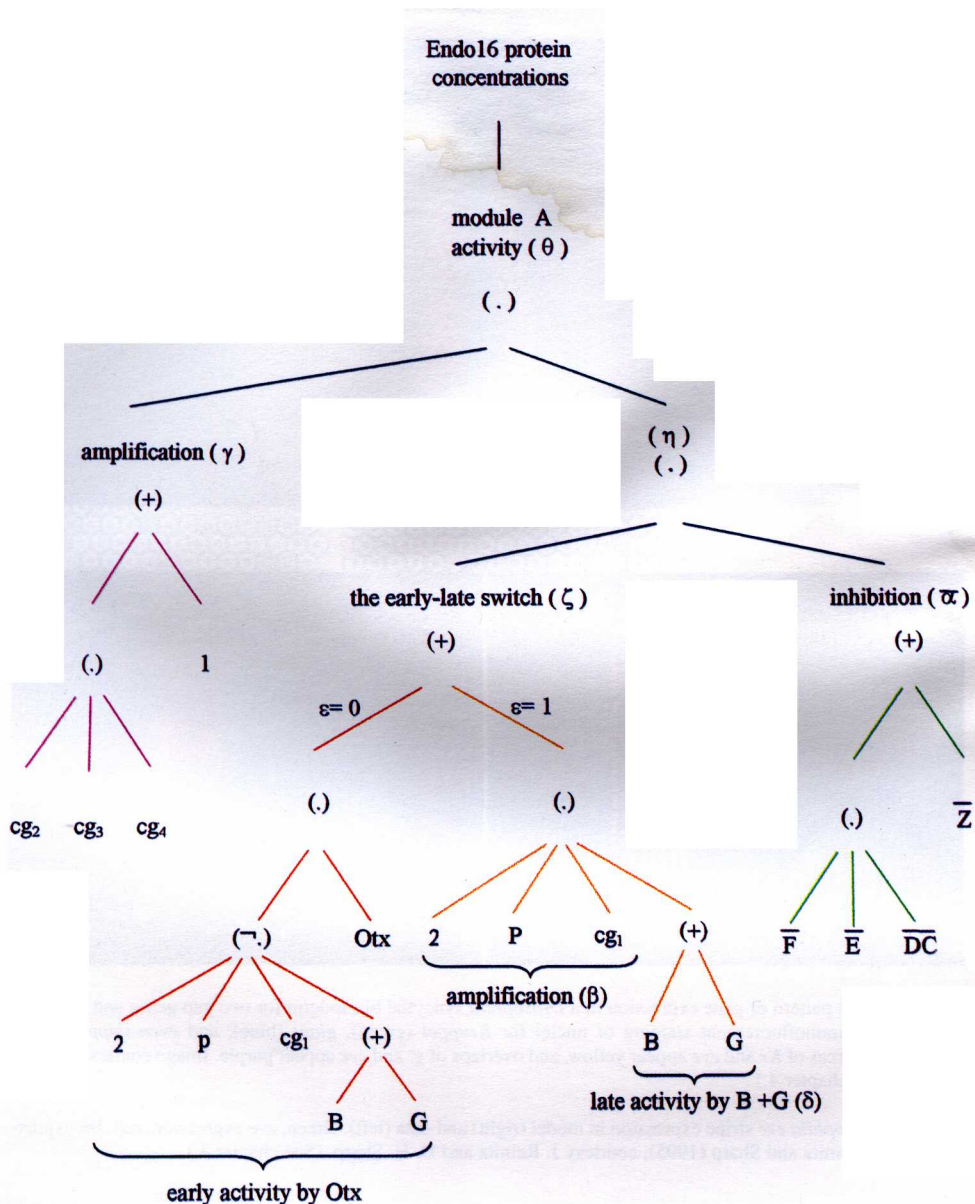 Endo16 protein
concentrations
module A
activity ( θ )
( . )
amplification ( γ )
(+)
( η )
( . )
the early-late switch ( ζ )
(+)
inhibition ( α̅ )
(+)
(.)
1
ε= 0
ε= 1
(.)
(.)
(.)
Z̅
cg₂ cg₃ cg₄
(¬.) Otx
2 P cg₁ (+)
F̅ E̅ D̅C̅
amplification (β)
2 p cg₁ (+)
B G
late activity by B +G (δ)
B G
early activity by Otx